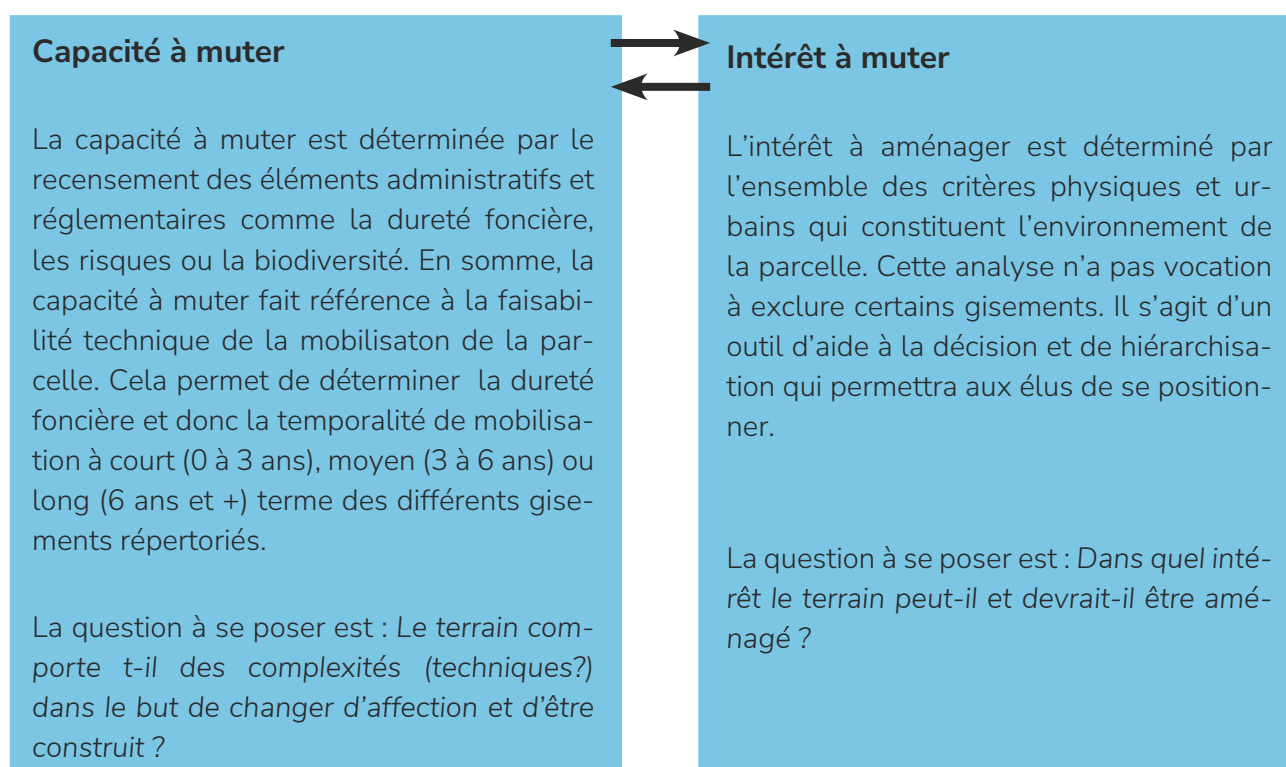 Capacité à muter
La capacité à muter est déterminée par le
recensement des éléments administratifs et
réglementaires comme la dureté foncière,
les risques ou la biodiversité. En somme, la
capacité à muter fait référence à la faisabi-
lité technique de la mobilisaton de la par-
celle. Cela permet de déterminer  la dureté
foncière et donc la temporalité de mobilisa-
tion à court (0 à 3 ans), moyen (3 à 6 ans) ou
long (6 ans et +) terme des différents gise-
ments répertoriés.
La question à se poser est : Le terrain com-
porte t-il des complexités (techniques?)
dans le but de changer d’affection et d’être
construit ?
Intérêt à muter
L’intérêt à aménager est déterminé par
l’ensemble des critères physiques et ur-
bains qui constituent l’environnement de
la parcelle. Cette analyse n’a pas vocation
à exclure certains gisements. Il s’agit d’un
outil d’aide à la décision et de hiérarchisa-
tion qui permettra aux élus de se position-
ner.
La question à se poser est : Dans quel inté-
rêt le terrain peut-il et devrait-il être amé-
nagé ?